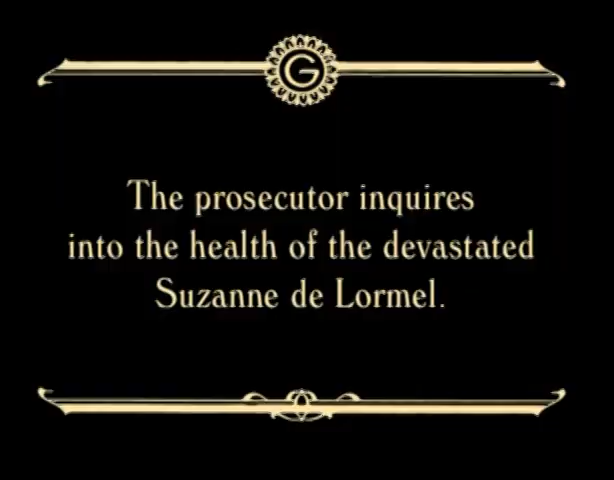 G
The prosecutor inquires
into the health of the devastated
Suzanne de Lormel.